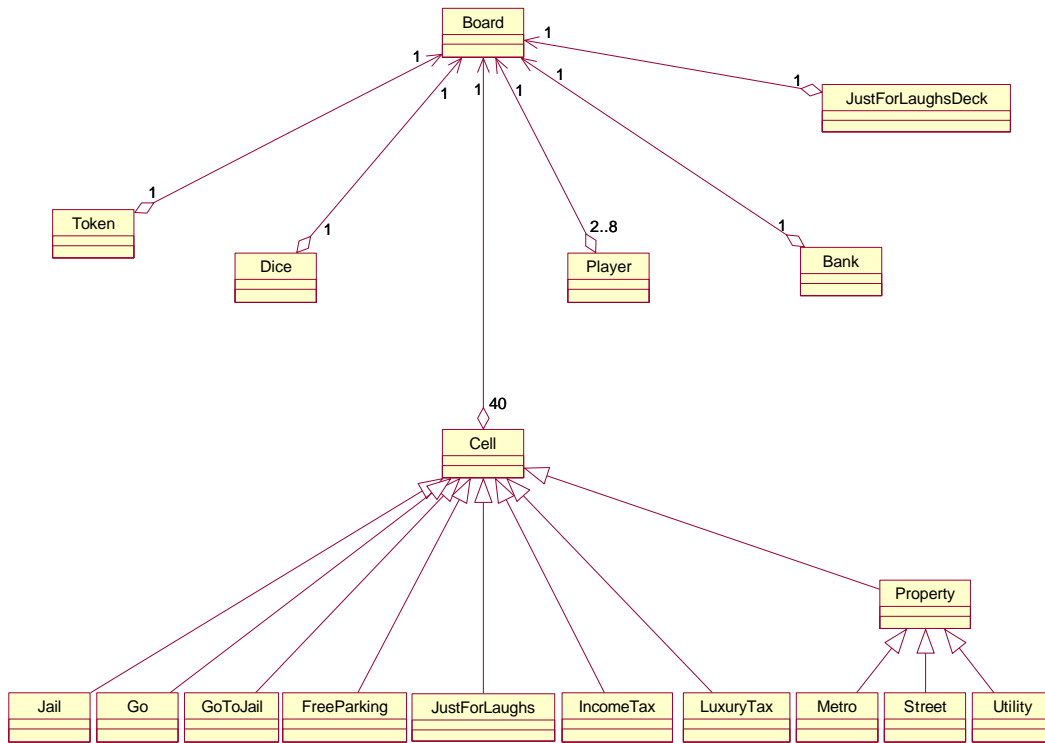 Board
1
1
1
1
1
1
1
JustForLaughsDeck
1
Token
1
Dice
2..8
Player
1
Bank
40
Cell
Property
Jail
Go
GoToJail
FreeParking
JustForLaughs
IncomeTax
LuxuryTax
Metro
Street
Utility